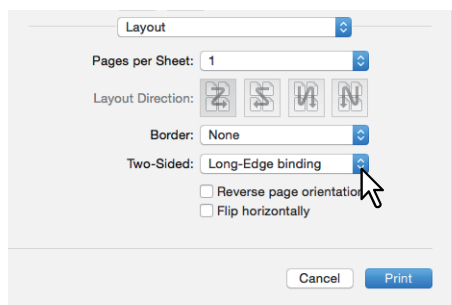 Layout
Pages per Sheet: 1
Layout Direction:
Border: None
Two-Sided: Long-Edge binding
Reverse page orientation
Flip horizontally
Cancel Print